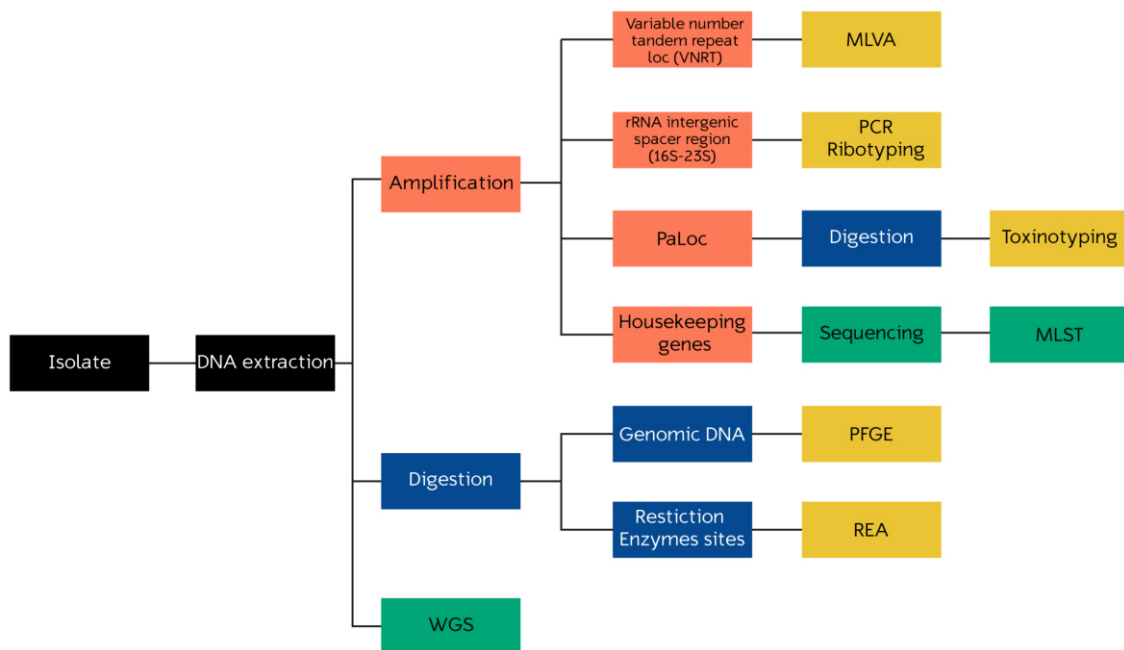 Variable number
tandem repeat
loc (VNRT)
MLVA
rRNA intergenic
spacer region
(16S-23S)
PCR
Ribotyping
Amplification
PaLoc
Digestion
Toxinotyping
Housekeeping
genes
Sequencing
MLST
Isolate
DNA extraction
Genomic DNA
PFGE
Digestion
Restiction
Enzymes sites
REA
WGS